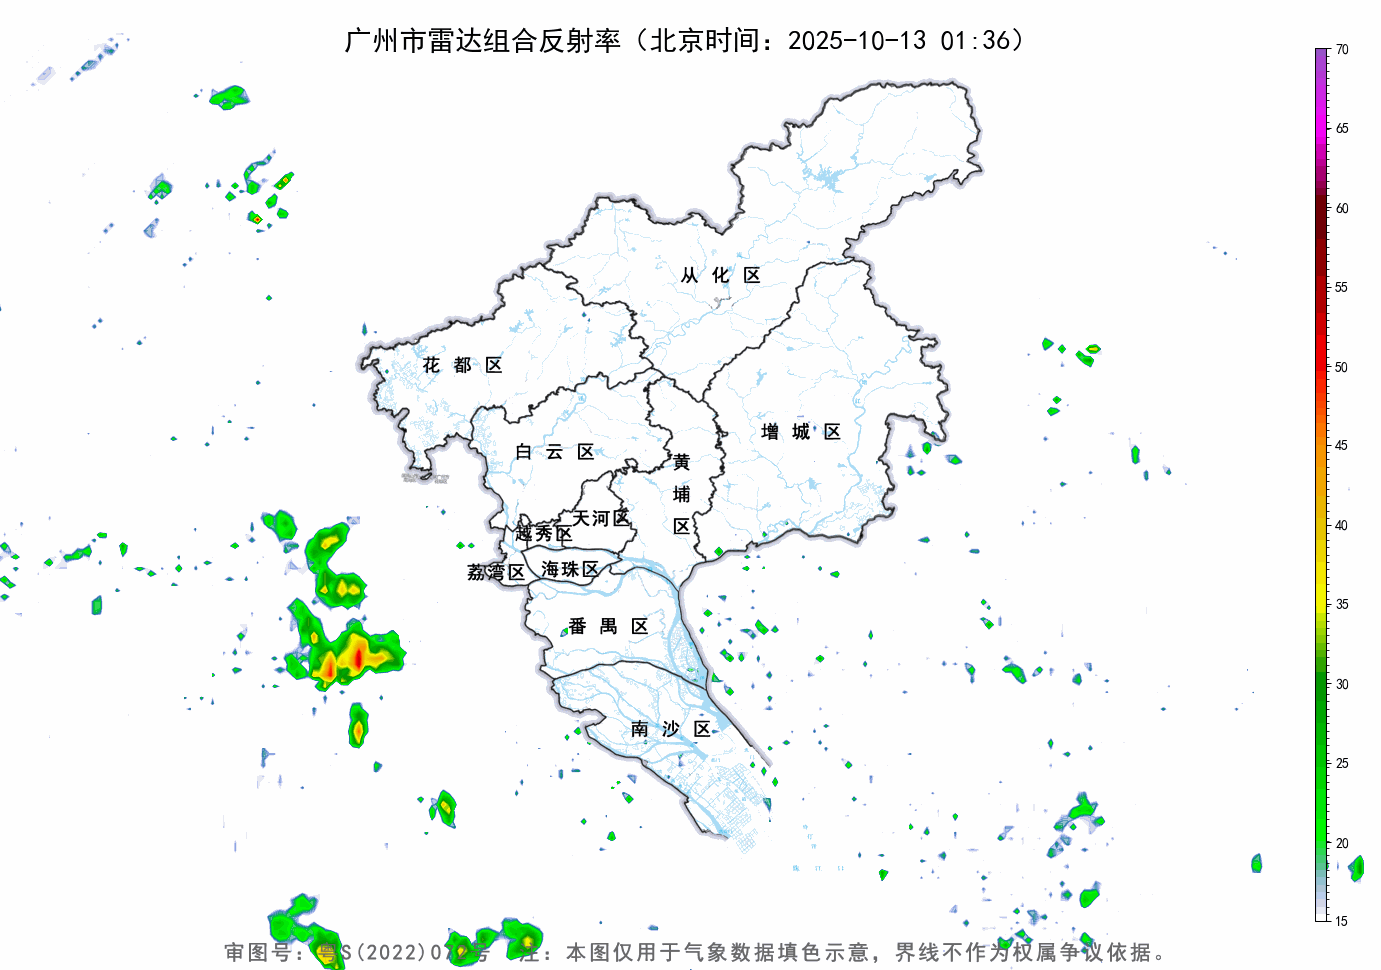 广州市雷达组合反射率（北京时间：2025-10-13 01:36）
70
65
60
55
50
45
40
35
30
25
20
15
从化区
花都区
增城区
白云区
黄埔区
天河区
越秀区
荔湾区
海珠区
番禺区
南沙区
审图号：粤S(2022)072号 注：本图仅用于气象数据填色示意，界线不作为权属争议依据。